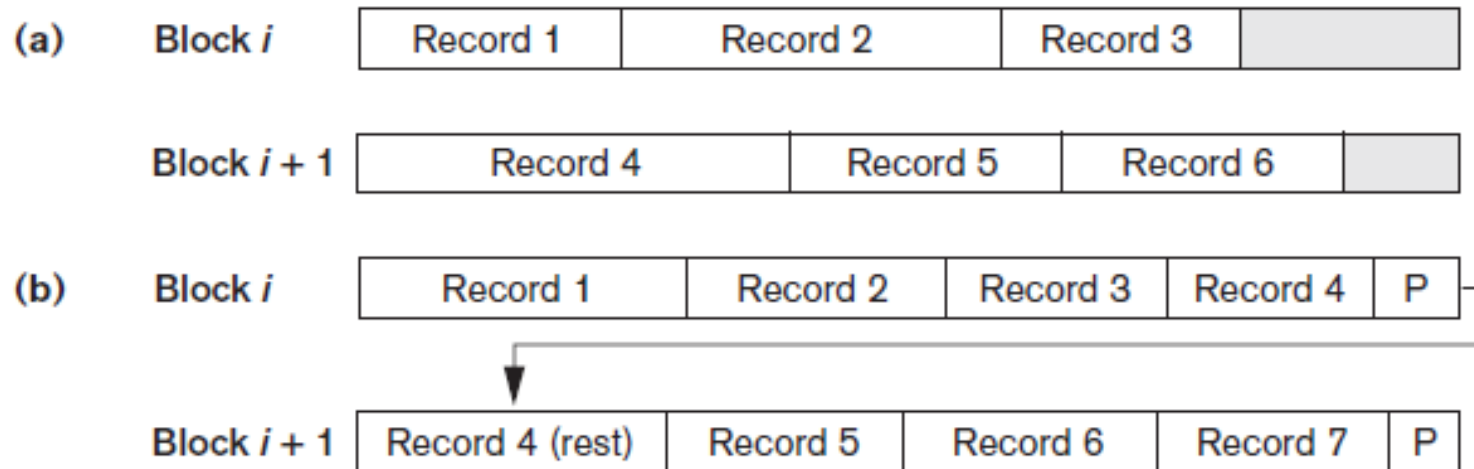 (a) Block i Record 1 Record 2 Record 3
Block i + 1 Record 4 Record 5 Record 6
(b) Block i Record 1 Record 2 Record 3 Record 4 P
Block i + 1 Record 4 (rest) Record 5 Record 6 Record 7 P